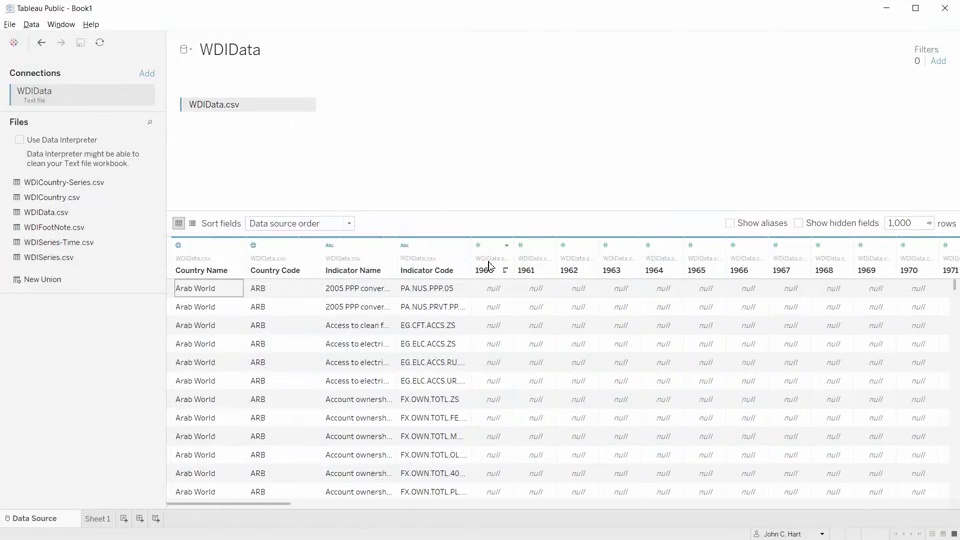 Tableau Public - Book1
File Data Window Help
Connections Add
WDIData
Text file
Files
Use Data Interpreter
Data Interpreter might be able to
clean your Text file workbook.
WDICountry-Series.csv
WDICountry.csv
WDIData.csv
WDIFootNote.csv
WDISeries-Time.csv
WDISeries.csv
New Union
WDIData
Filters
0 Add
WDIData.csv
Sort fields Data source order Show aliases Show hidden fields 1,000 rows
Abc Abc
WDIData.csv WDIData.csv WDIData.csv WDIData.csv WDIData.c... WDIData.c... WDIData.c... WDIData.c... WDIData.c... WDIData.c... WDIData.c... WDIData.c... WDIData.c... WDIData.c... WDIData.c...
Country Name Country Code Indicator Name Indicator Code 1960 1961 1962 1963 1964 1965 1966 1967 1968 1969 1970 1971
Arab World ARB 2005 PPP conver... PA.NUS.PPP.05 null null null null null null null null null null null
Arab World ARB 2005 PPP conver... PA.NUS.PRVT.PP.... null null null null null null null null null null null
Arab World ARB Access to clean f... EG.CFT.ACCS.ZS null null null null null null null null null null null
Arab World ARB Access to electri... EG.ELC.ACCS.ZS null null null null null null null null null null null
Arab World ARB Access to electri... EG.ELC.ACCS.RU.... null null null null null null null null null null null
Arab World ARB Access to electri... EG.ELC.ACCS.UR.... null null null null null null null null null null null
Arab World ARB Account ownersh... FX.OWN.TOTL.ZS null null null null null null null null null null null
Arab World ARB Account ownersh... FX.OWN.TOTL.FE.... null null null null null null null null null null null
Arab World ARB Account ownersh... FX.OWN.TOTL.M... null null null null null null null null null null null
Arab World ARB Account ownersh... FX.OWN.TOTL.OL... null null null null null null null null null null null
Arab World ARB Account ownersh... FX.OWN.TOTL.40... null null null null null null null null null null null
Arab World ARB Account ownersh... FX.OWN.TOTL.PL... null null null null null null null null null null null
Data Source Sheet 1
John C. Hart